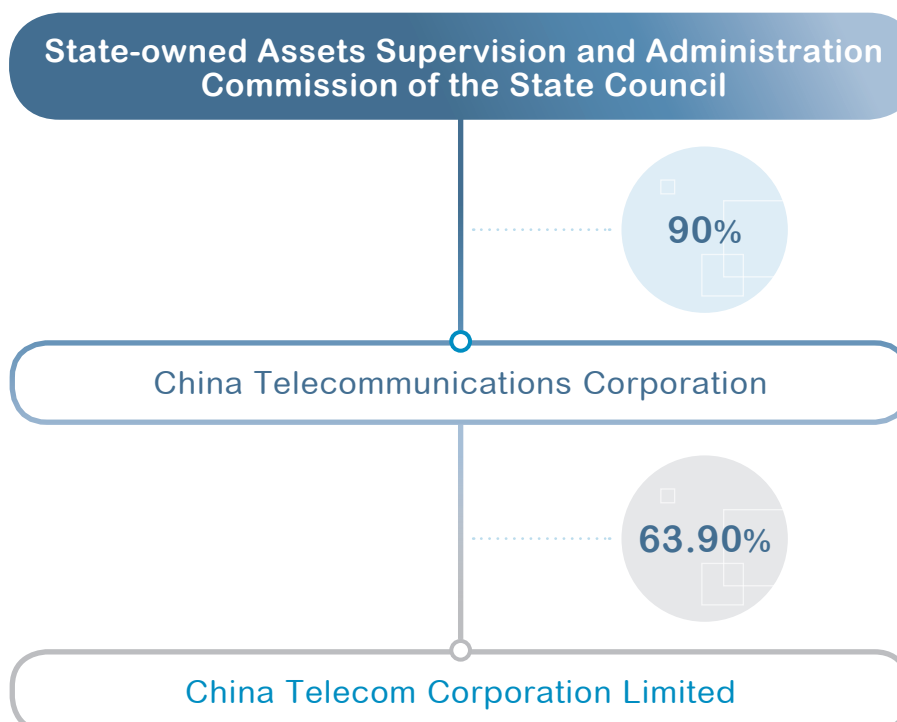 State-owned Assets Supervision and Administration
Commission of the State Council
90%
China Telecommunications Corporation
63.90%
China Telecom Corporation Limited